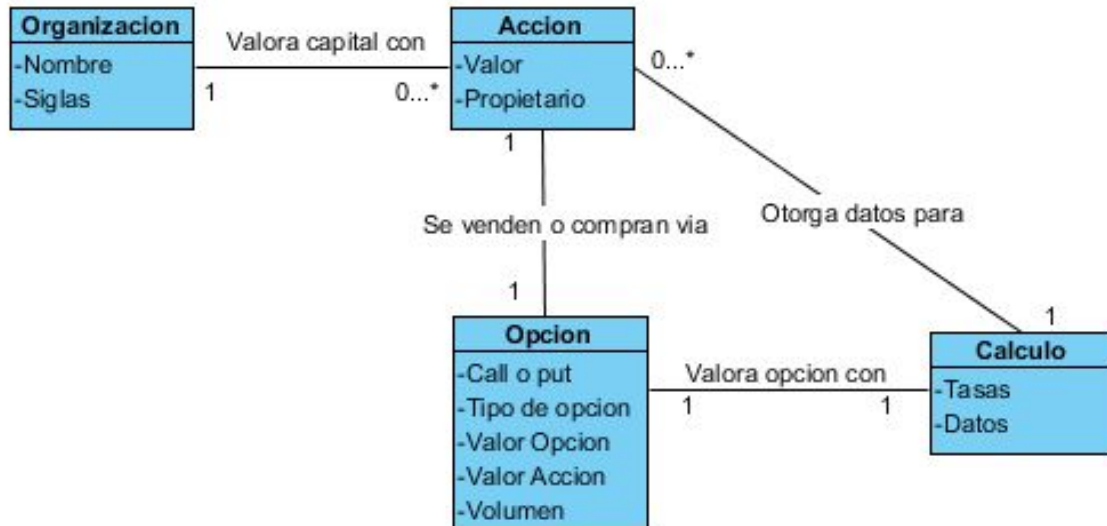 Organizacion
-Nombre
-Siglas
Valora capital con
1
0...*
Accion
-Valor
-Propietario
0...*
1
Se venden o compran via
1
Otorga datos para
1
Opcion
-Call o put
-Tipo de opcion
-Valor Opcion
-Valor Accion
-Volumen
Valora opcion con
1
1
Calculo
-Tasas
-Datos